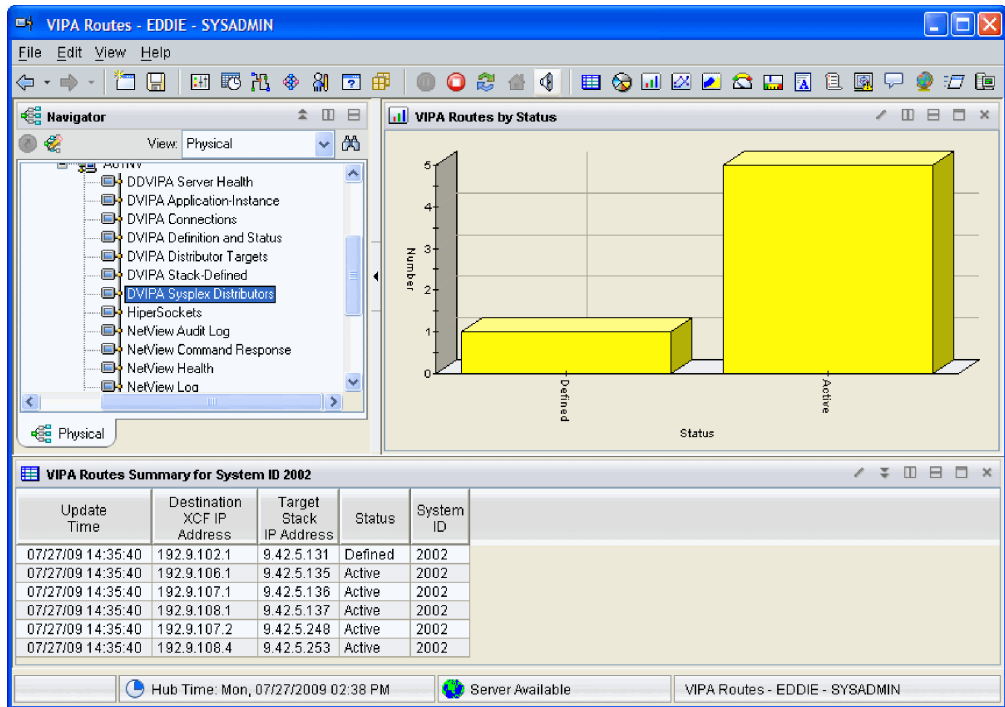 VIPA Routes - EDDIE - SYSADMIN
File Edit View Help
Navigator
View: Physical
AUTNV
DDVIPA Server Health
DVIPA Application-Instance
DVIPA Connections
DVIPA Definition and Status
DVIPA Distributor Targets
DVIPA Stack-Defined
DVIPA Sysplex Distributors
HiperSockets
NetView Audit Log
NetView Command Response
NetView Health
NetView Log
Physical
VIPA Routes by Status
5
4
3
2
1
0
Number
Defined
Active
Status
VIPA Routes Summary for System ID 2002
Update Time Destination XCF IP Address Target Stack IP Address Status System ID
07/27/09 14:35:40 192.9.102.1 9.42.5.131 Defined 2002
07/27/09 14:35:40 192.9.106.1 9.42.5.135 Active 2002
07/27/09 14:35:40 192.9.107.1 9.42.5.136 Active 2002
07/27/09 14:35:40 192.9.108.1 9.42.5.137 Active 2002
07/27/09 14:35:40 192.9.107.2 9.42.5.248 Active 2002
07/27/09 14:35:40 192.9.108.4 9.42.5.253 Active 2002
Hub Time: Mon, 07/27/2009 02:38 PM
Server Available
VIPA Routes - EDDIE - SYSADMIN